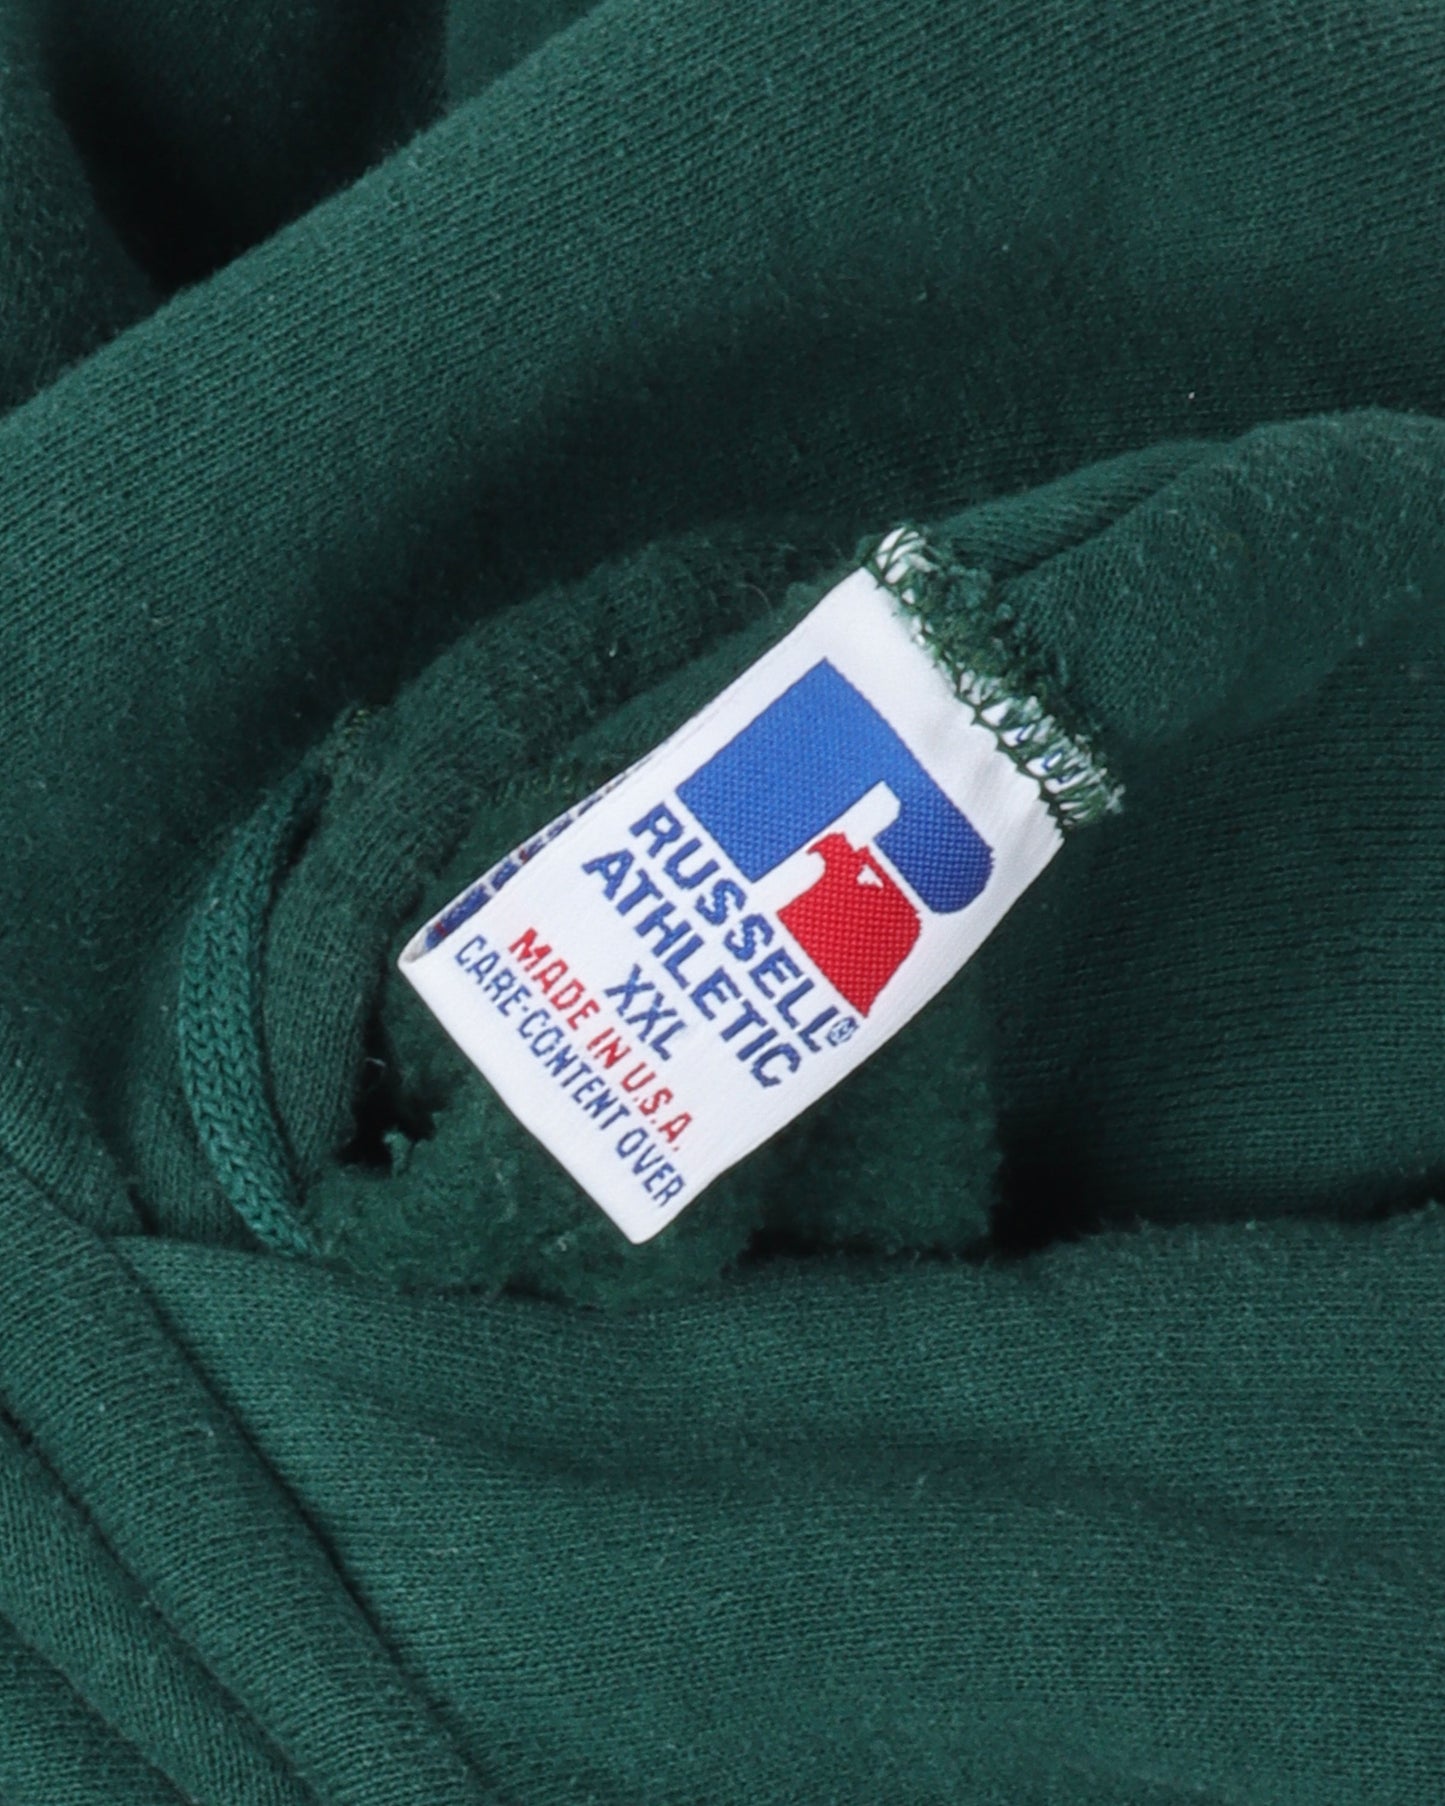 RUSSELL®
ATHLETIC
XXL
MADE IN U.S.A.
CARE-CONTENT OVER